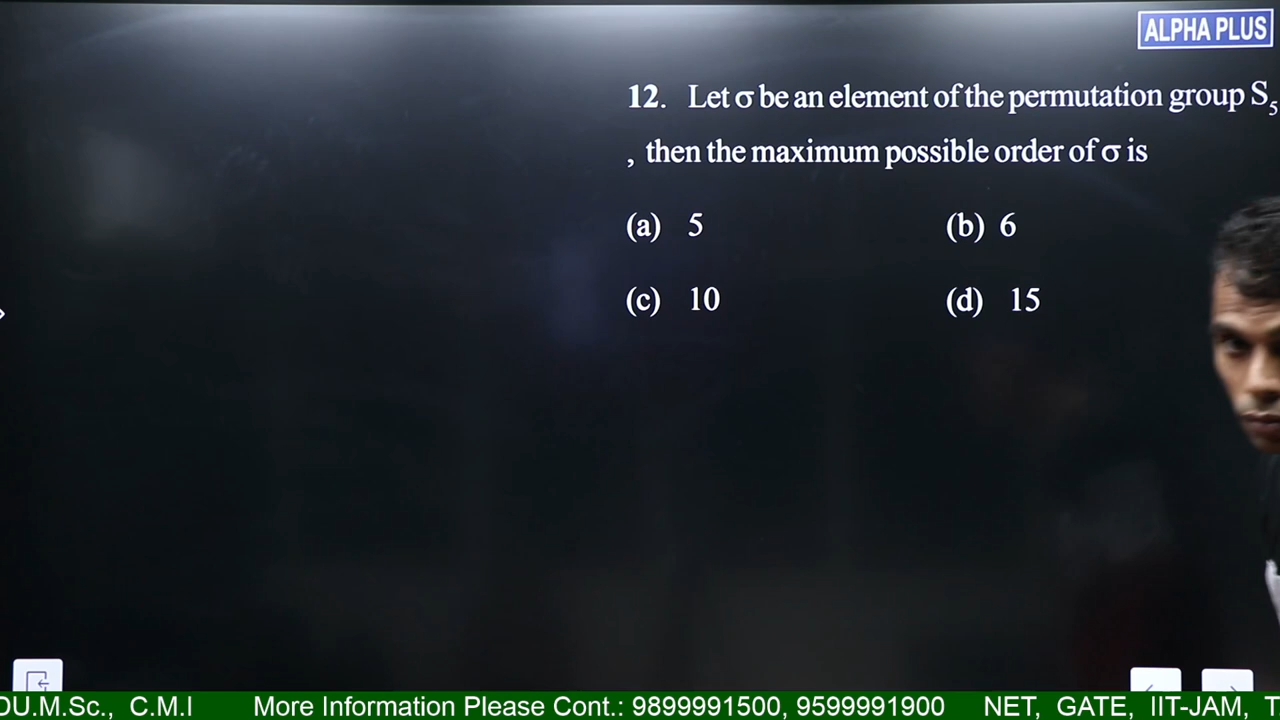 ALPHA PLUS
12. Let σ be an element of the permutation group S₅
, then the maximum possible order of σ is
(a) 5 (b) 6
(c) 10 (d) 15
DU.M.Sc., C.M.I More Information Please Cont.: 9899991500, 9599991900 NET, GATE, IIT-JAM, T